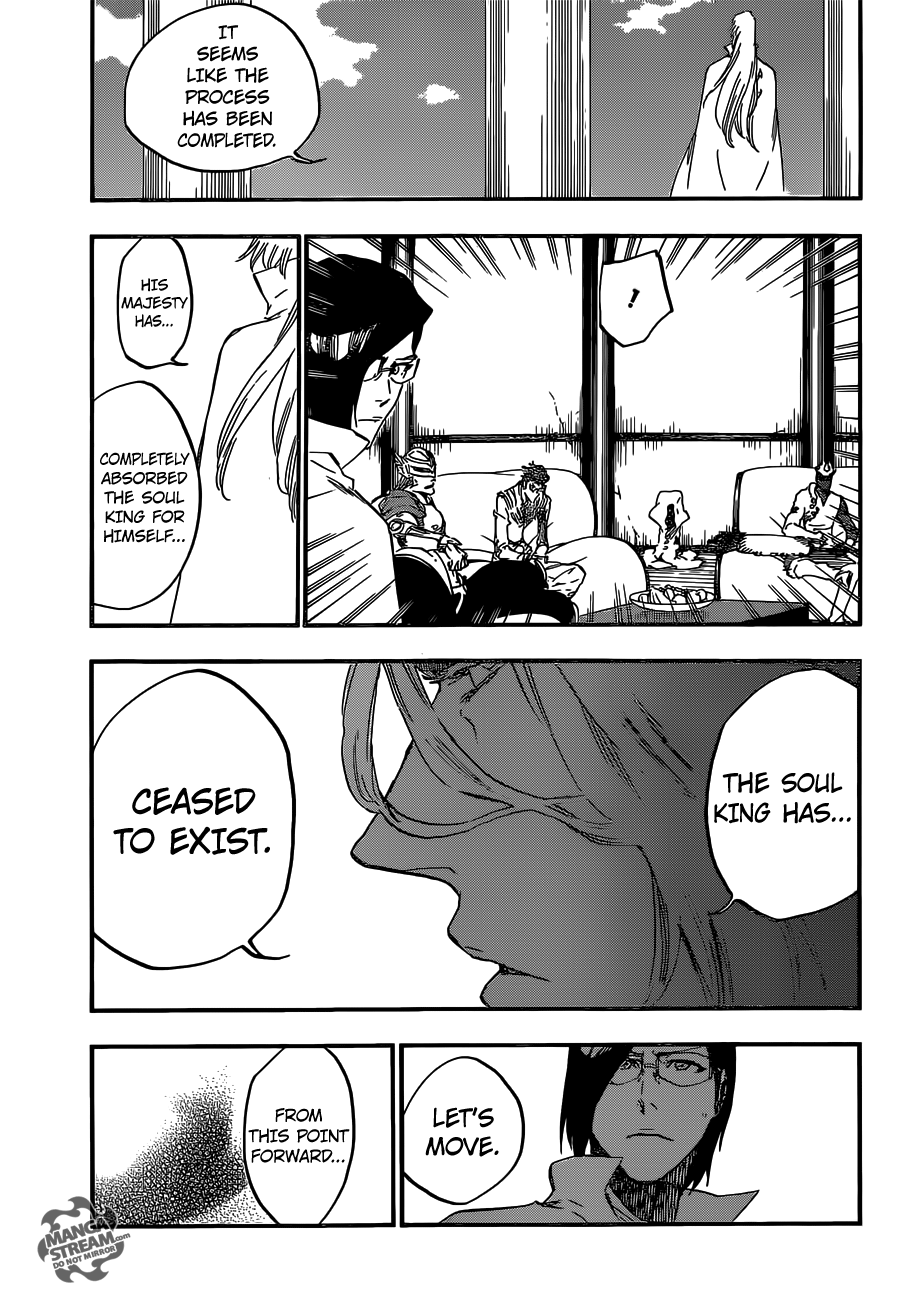 IT
SEEMS
LIKE THE
PROCESS
HAS BEEN
COMPLETED.
!
HIS
MAJESTY
HAS...
COMPLETELY
ABSORBED
THE SOUL
KING FOR
HIMSELF...
THE SOUL
KING HAS...
CEASED
TO EXIST.
LET'S
MOVE.
FROM
THIS POINT
FORWARD...
MANGA
STREAM.com
DO NOT MIRROR